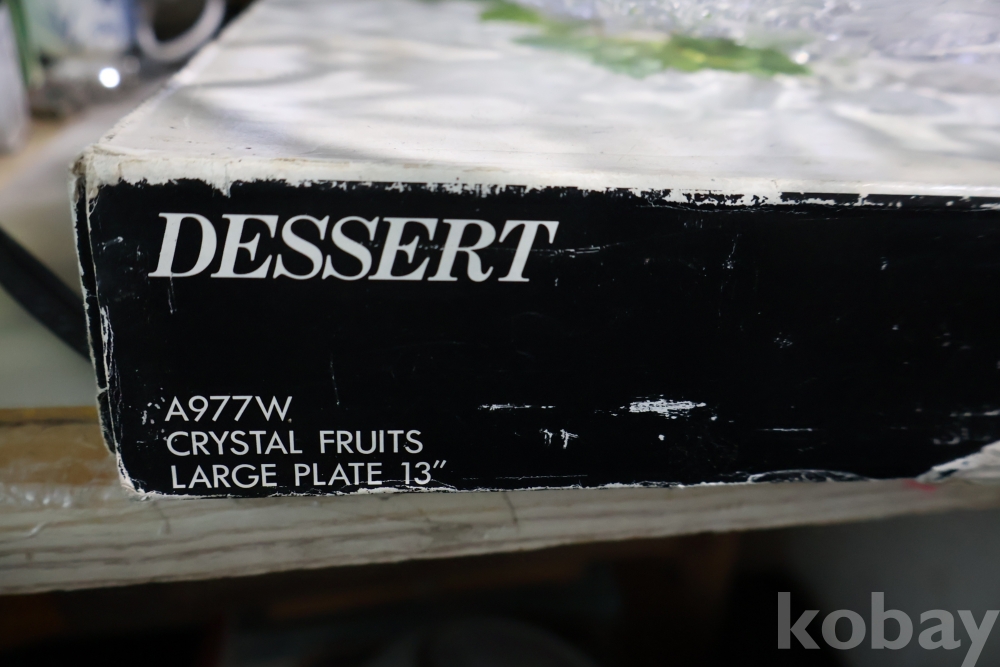 DESSERT
A977W
CRYSTAL FRUITS
LARGE PLATE 13"
kobay